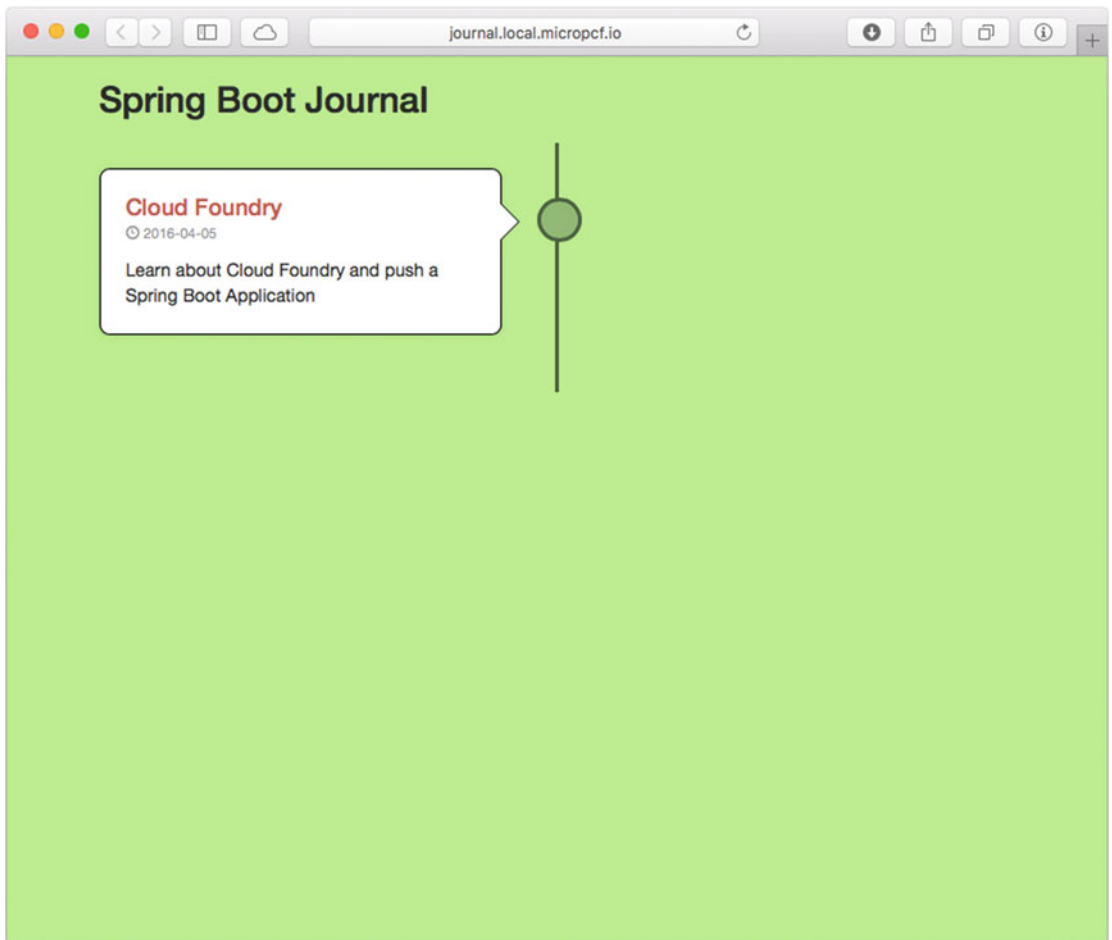 journal.local.micropcf.io
Spring Boot Journal
Cloud Foundry
2016-04-05
Learn about Cloud Foundry and push a
Spring Boot Application